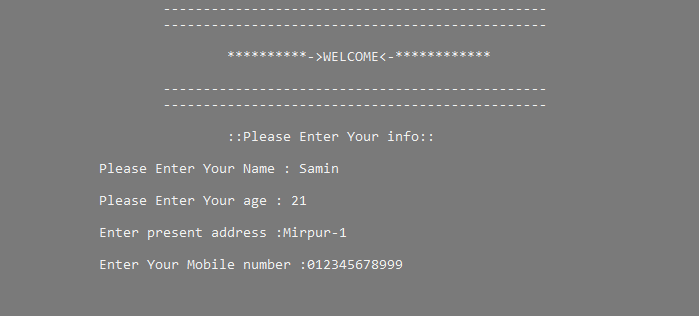 ------------------------------------------------
------------------------------------------------
**********->WELCOME<-************
------------------------------------------------
------------------------------------------------
::Please Enter Your info::
Please Enter Your Name : Samin
Please Enter Your age : 21
Enter present address :Mirpur-1
Enter Your Mobile number :012345678999